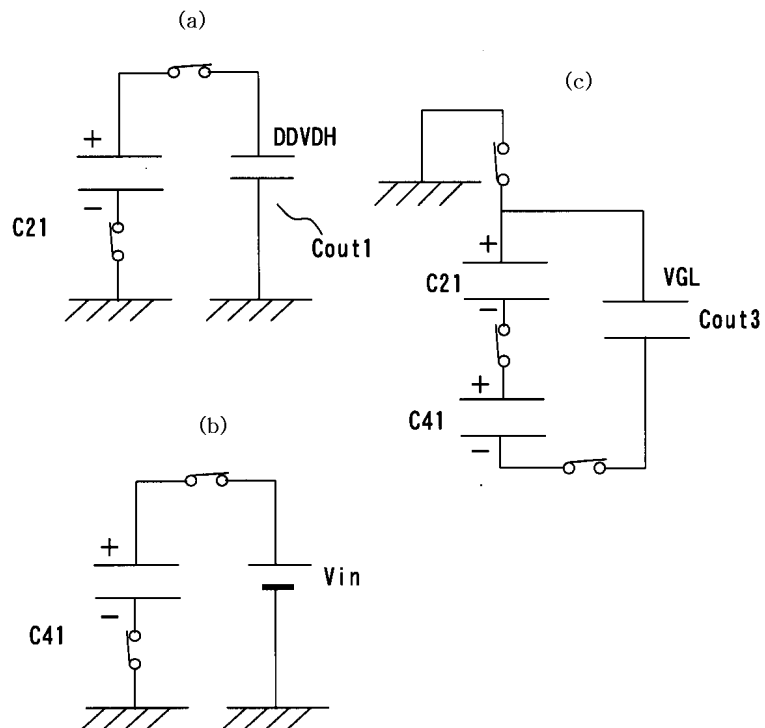 (a)
+
DDVDH
−
C21
Cout1
(b)
+
Vin
−
C41
(c)
+
C21
VGL
−
Cout3
+
C41
−